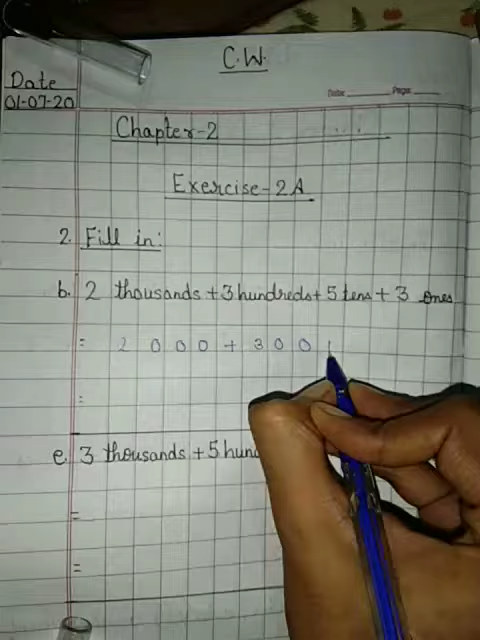 C.W.
Date
01-07-20
Date: Page:
Chapter-2
Exercise-2A
2. Fill in:
b. 2 thousands + 3 hundreds + 5 tens + 3 ones
= 2 0 0 0 + 3 0 0
=
e. 3 thousands + 5 hun
=
=